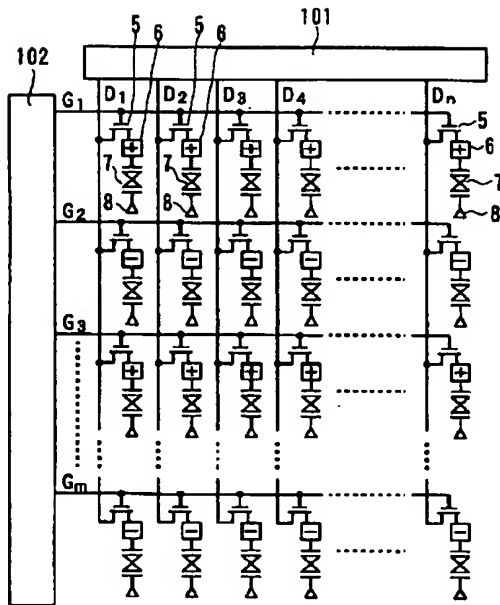 101
5 6 5 6
102
G1 D1 D2 D3 D4 Dn
5
+ + + + + 6
7 7 7
8 8 8
G2
− − − − −
G3
+ + + + +
Gm
− − − − −